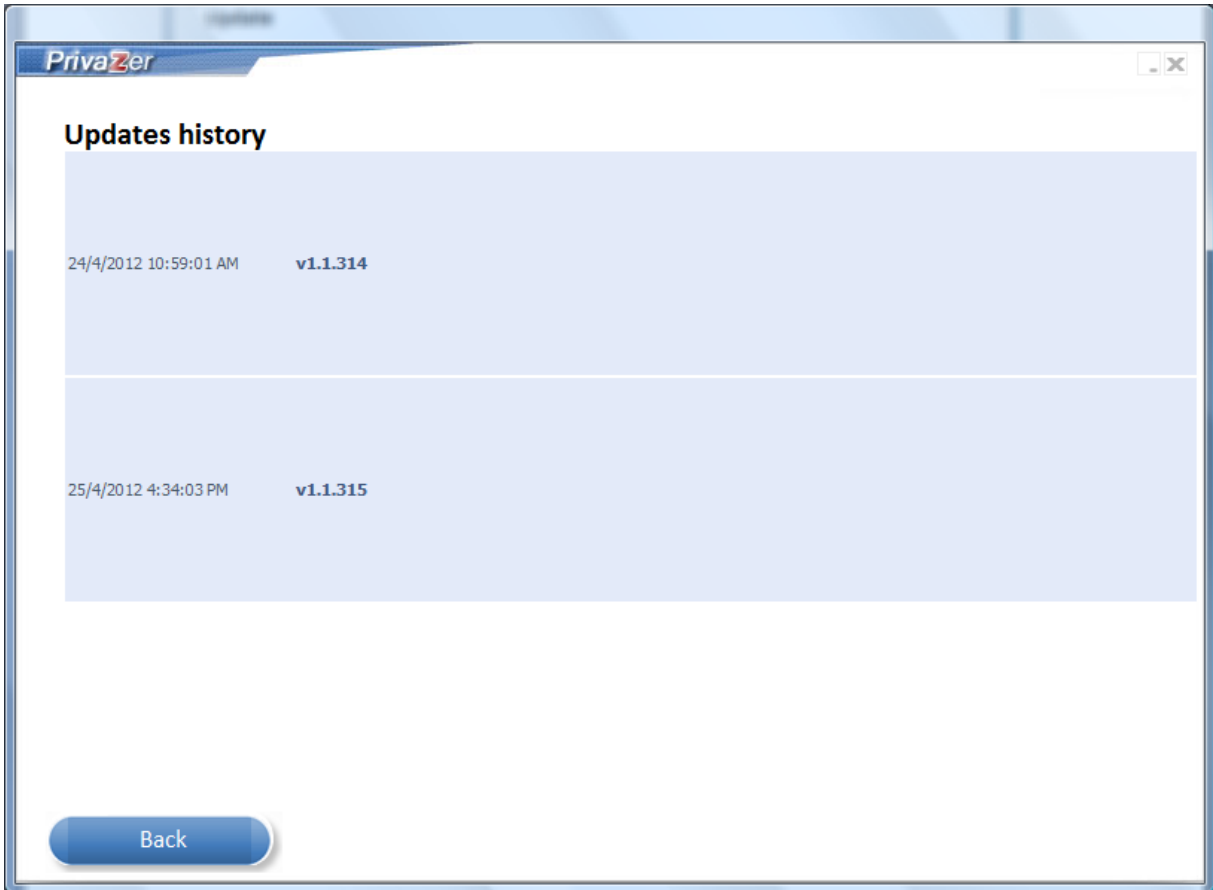 PrivaZer
Updates history
24/4/2012 10:59:01 AM v1.1.314
25/4/2012 4:34:03 PM v1.1.315
Back